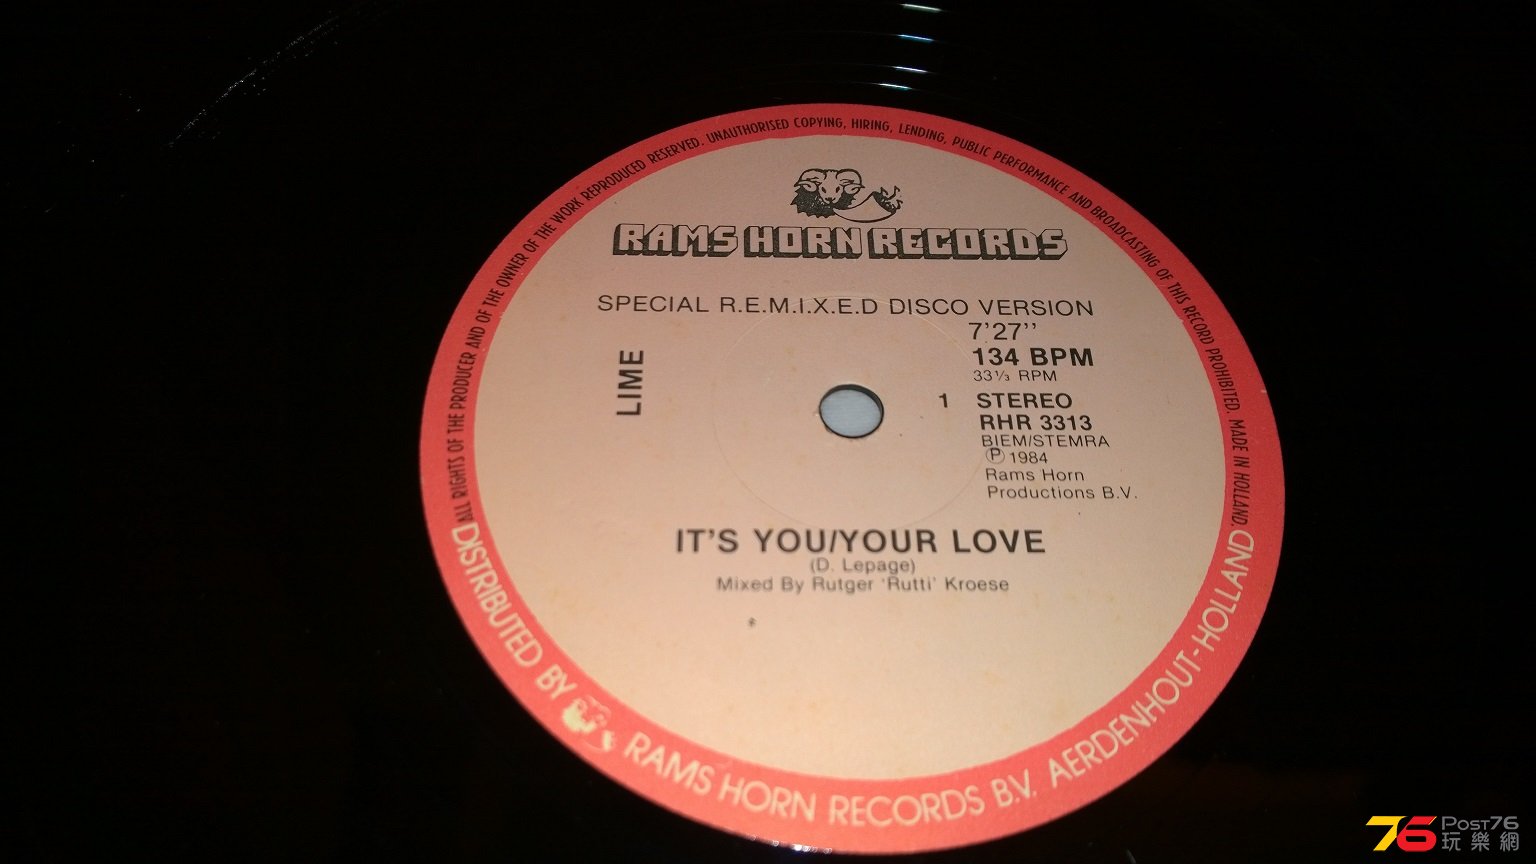 ALL RIGHTS OF THE PRODUCER AND OF THE OWNER OF THE WORK REPRODUCED RESERVED. UNAUTHORISED COPYING, HIRING, LENDING, PUBLIC PERFORMANCE AND BROADCASTING OF THIS RECORD PROHIBITED. MADE IN HOLLAND.
RAMS HORN RECORDS
SPECIAL R.E.M.I.X.E.D DISCO VERSION
7'27''
134 BPM
33⅓ RPM
LIME
1 STEREO
RHR 3313
BIEM/STEMRA
Ⓟ 1984
Rams Horn
Productions B.V.
IT'S YOU/YOUR LOVE
(D. Lepage)
Mixed By Rutger 'Rutti' Kroese
DISTRIBUTED BY RAMS HORN RECORDS B.V. AERDENHOUT-HOLLAND
76 POST76
玩樂網